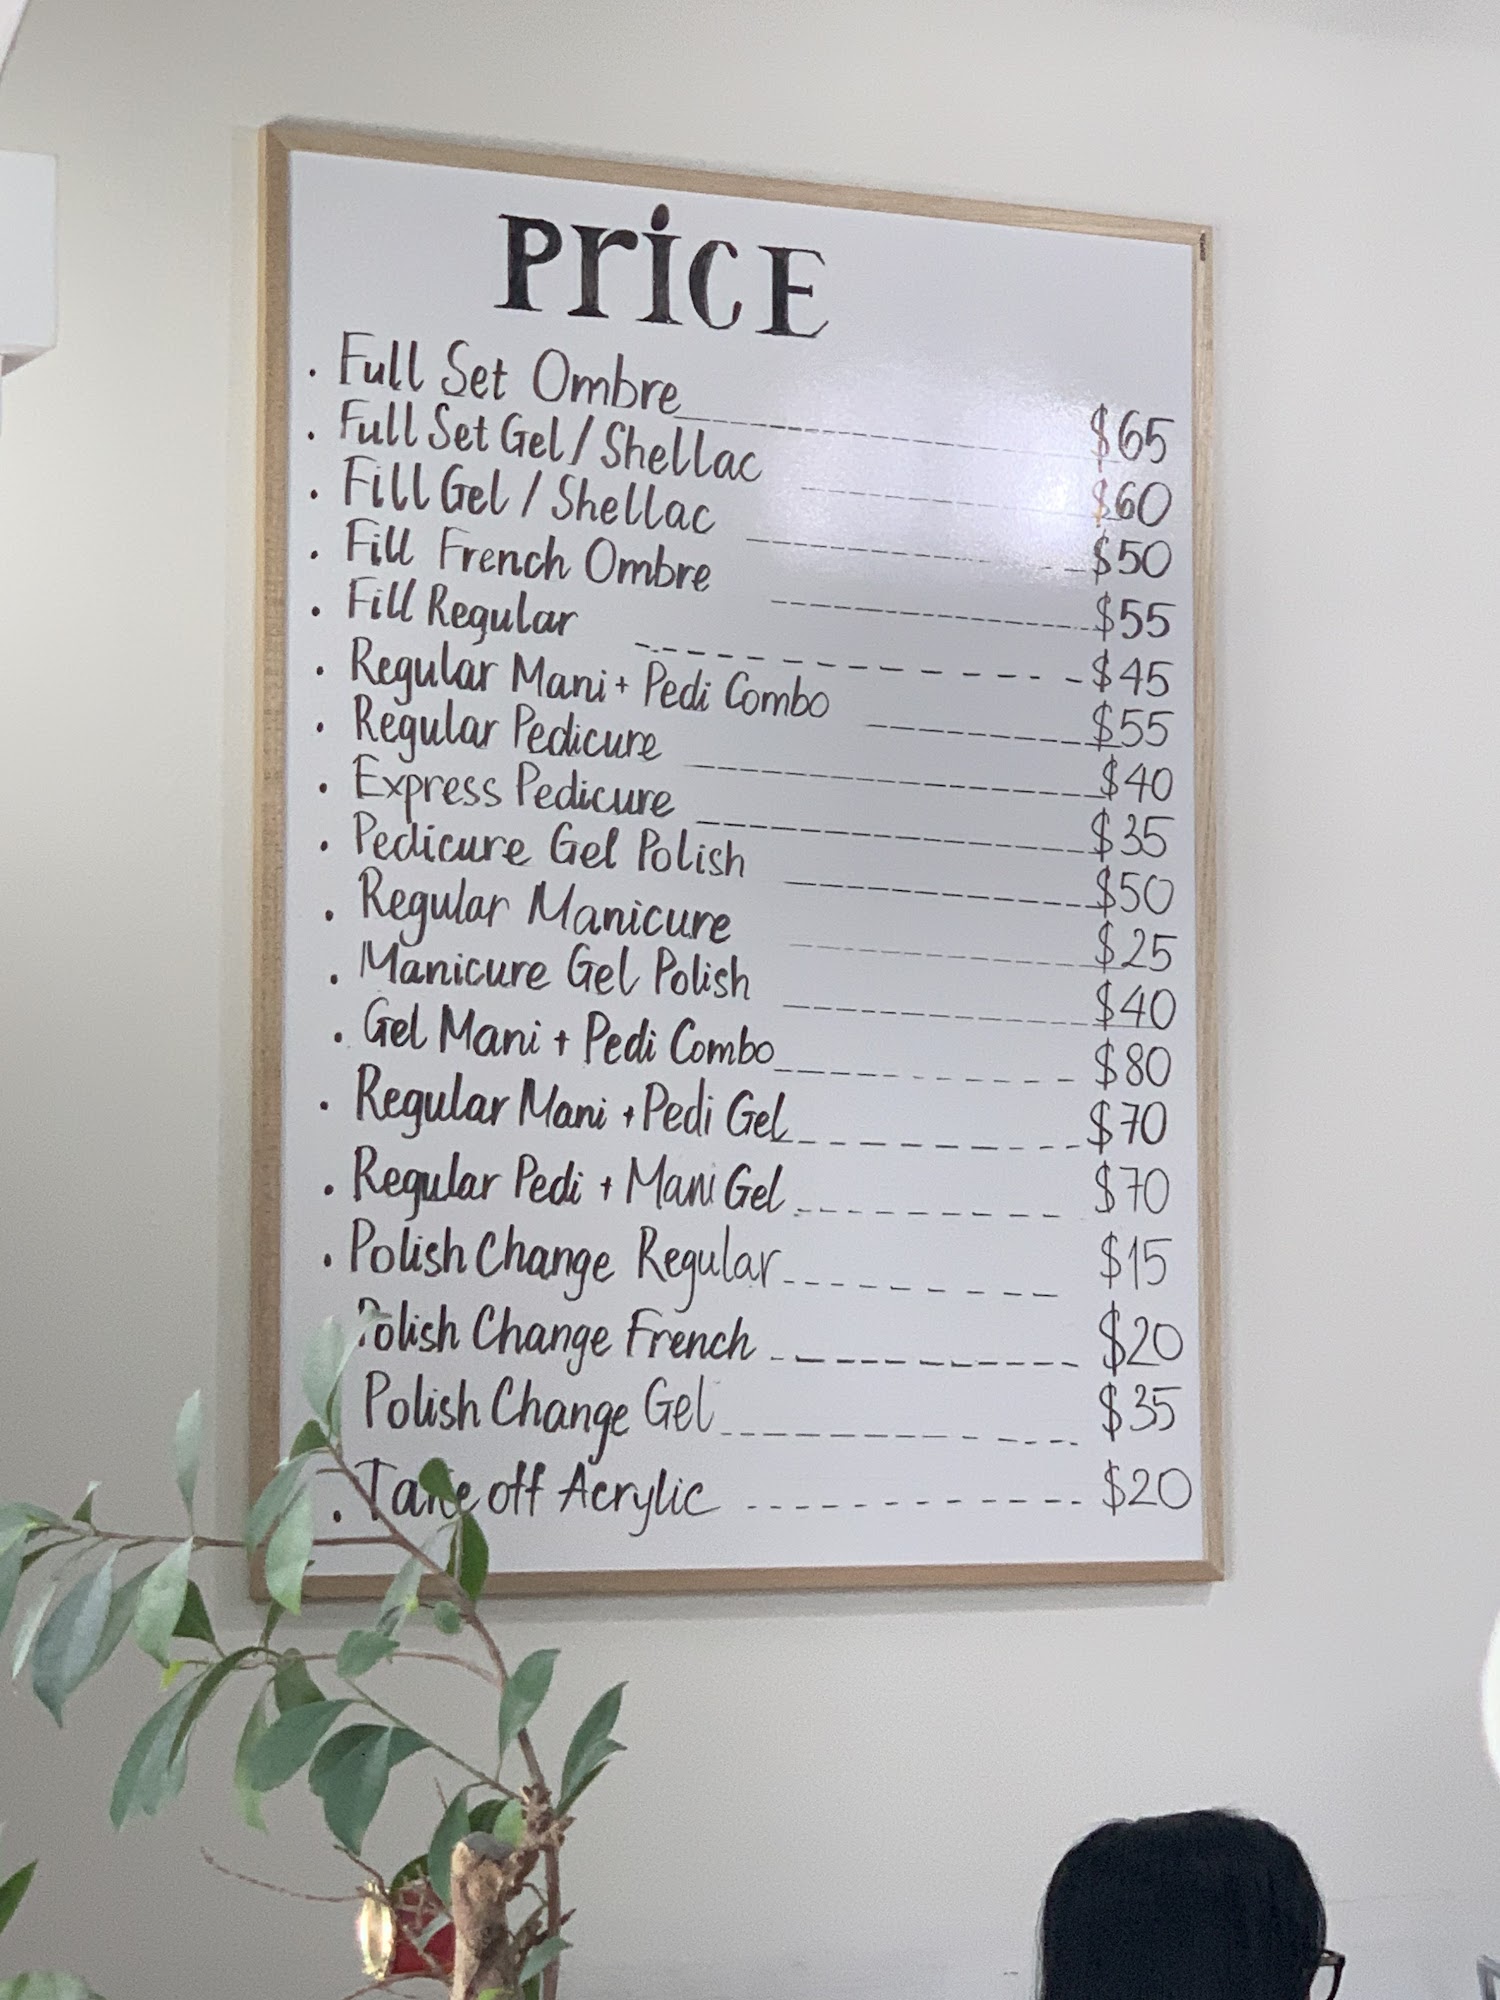 PriCE
. Full Set Ombre $65
. Full Set Gel / Shellac $60
. Fill Gel / Shellac $50
. Fill French Ombre $55
. Fill Regular $45
. Regular Mani + Pedi Combo $55
. Regular Pedicure $40
. Express Pedicure $35
. Pedicure Gel Polish $50
. Regular Manicure $25
. Manicure Gel Polish $40
. Gel Mani + Pedi Combo $80
. Regular Mani + Pedi Gel $70
. Regular Pedi + Mani Gel $70
. Polish Change Regular $15
Polish Change French $20
Polish Change Gel $35
. Take off Acrylic $20